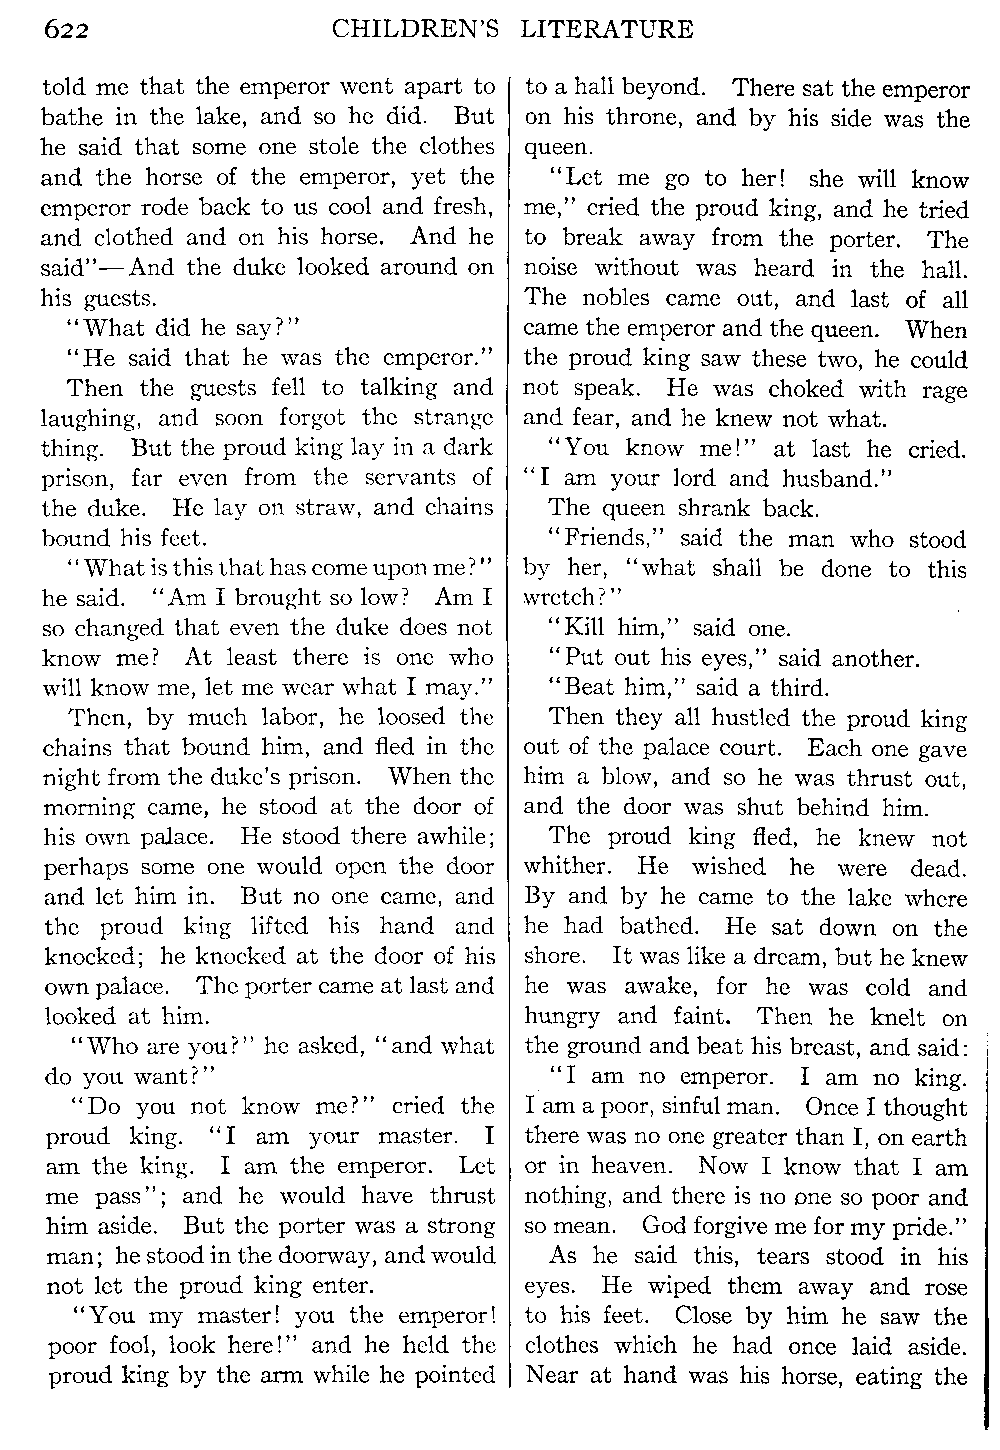 622 CHILDREN'S LITERATURE
told me that the emperor went apart to
bathe in the lake, and so he did. But
he said that some one stole the clothes
and the horse of the emperor, yet the
emperor rode back to us cool and fresh,
and clothed and on his horse. And he
said"—And the duke looked around on
his guests.
"What did he say?"
"He said that he was the emperor."
Then the guests fell to talking and
laughing, and soon forgot the strange
thing. But the proud king lay in a dark
prison, far even from the servants of
the duke. He lay on straw, and chains
bound his feet.
"What is this that has come upon me?"
he said. "Am I brought so low? Am I
so changed that even the duke does not
know me? At least there is one who
will know me, let me wear what I may."
Then, by much labor, he loosed the
chains that bound him, and fled in the
night from the duke's prison. When the
morning came, he stood at the door of
his own palace. He stood there awhile;
perhaps some one would open the door
and let him in. But no one came, and
the proud king lifted his hand and
knocked; he knocked at the door of his
own palace. The porter came at last and
looked at him.
"Who are you?" he asked, "and what
do you want?"
"Do you not know me?" cried the
proud king. "I am your master. I
am the king. I am the emperor. Let
me pass"; and he would have thrust
him aside. But the porter was a strong
man; he stood in the doorway, and would
not let the proud king enter.
"You my master! you the emperor!
poor fool, look here!" and he held the
proud king by the arm while he pointed
to a hall beyond. There sat the emperor
on his throne, and by his side was the
queen.
"Let me go to her! she will know
me," cried the proud king, and he tried
to break away from the porter. The
noise without was heard in the hall.
The nobles came out, and last of all
came the emperor and the queen. When
the proud king saw these two, he could
not speak. He was choked with rage
and fear, and he knew not what.
"You know me!" at last he cried.
"I am your lord and husband."
The queen shrank back.
"Friends," said the man who stood
by her, "what shall be done to this
wretch?"
"Kill him," said one.
"Put out his eyes," said another.
"Beat him," said a third.
Then they all hustled the proud king
out of the palace court. Each one gave
him a blow, and so he was thrust out,
and the door was shut behind him.
The proud king fled, he knew not
whither. He wished he were dead.
By and by he came to the lake where
he had bathed. He sat down on the
shore. It was like a dream, but he knew
he was awake, for he was cold and
hungry and faint. Then he knelt on
the ground and beat his breast, and said:
"I am no emperor. I am no king.
I am a poor, sinful man. Once I thought
there was no one greater than I, on earth
or in heaven. Now I know that I am
nothing, and there is no one so poor and
so mean. God forgive me for my pride."
As he said this, tears stood in his
eyes. He wiped them away and rose
to his feet. Close by him he saw the
clothes which he had once laid aside.
Near at hand was his horse, eating the